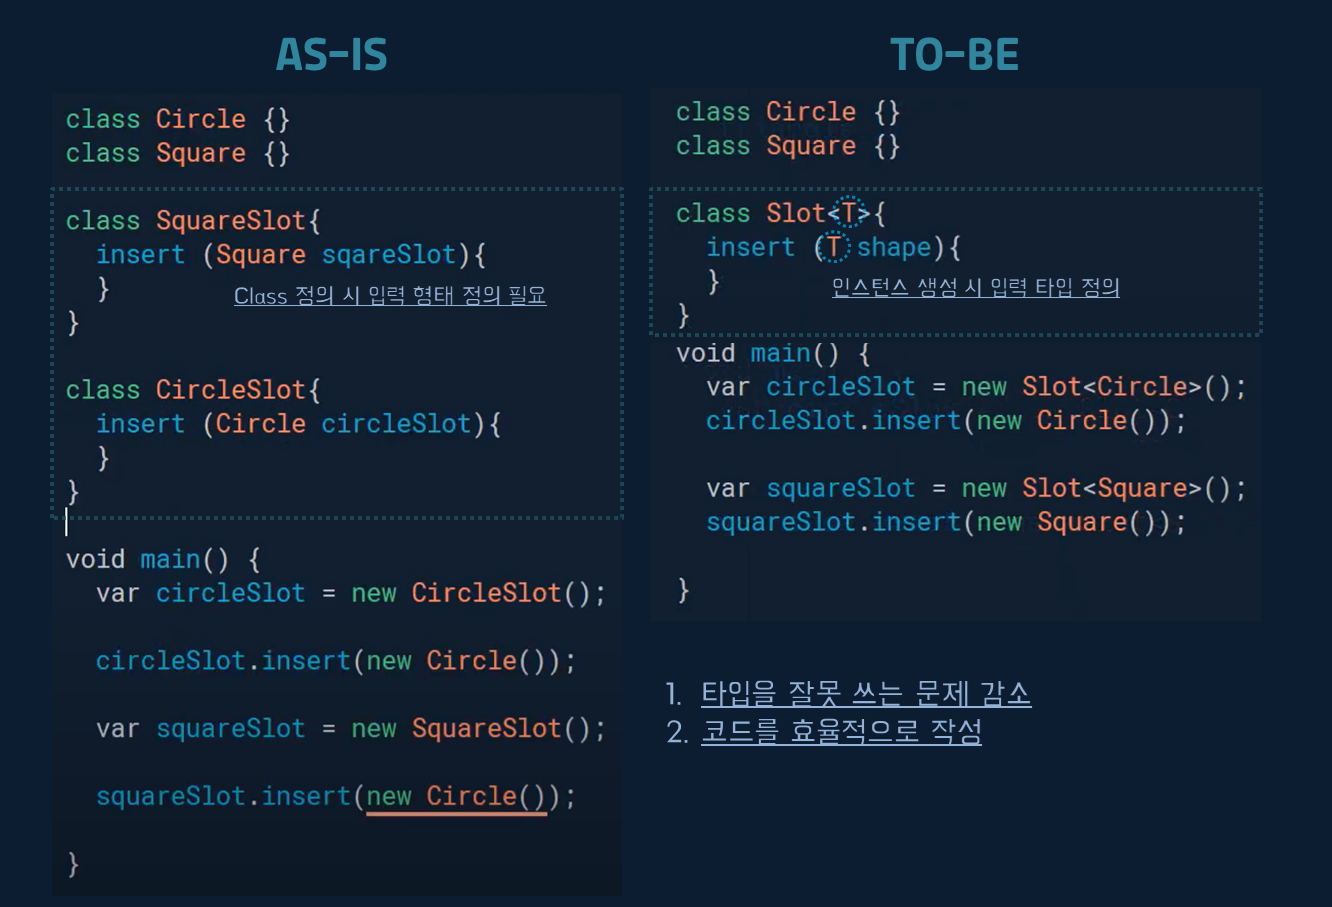 AS-IS
class Circle {}
class Square {}
class SquareSlot{
insert (Square sqareSlot){
}
Class 정의 시 입력 형태 정의 필요
}
class CircleSlot{
insert (Circle circleSlot){
}
}
void main() {
var circleSlot = new CircleSlot();
circleSlot.insert(new Circle());
var squareSlot = new SquareSlot();
squareSlot.insert(new Circle());
}
TO-BE
class Circle {}
class Square {}
class Slot<T>{
insert (T shape){
}
인스턴스 생성 시 입력 타입 정의
}
void main() {
var circleSlot = new Slot<Circle>();
circleSlot.insert(new Circle());
var squareSlot = new Slot<Square>();
squareSlot.insert(new Square());
}
1. 타입을 잘못 쓰는 문제 감소
2. 코드를 효율적으로 작성